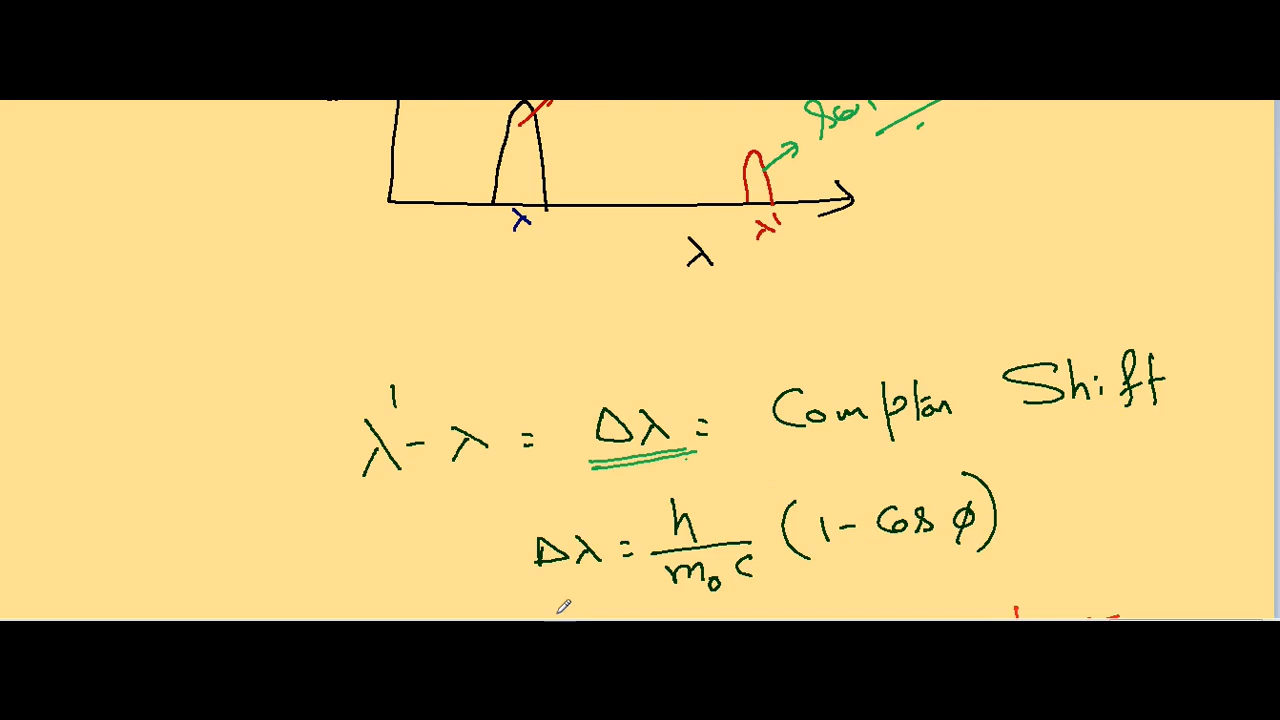 λ λ'
λ
λ' - λ = Δλ = Compton Shift
Δλ = h/m₀c (1 - Cos φ)